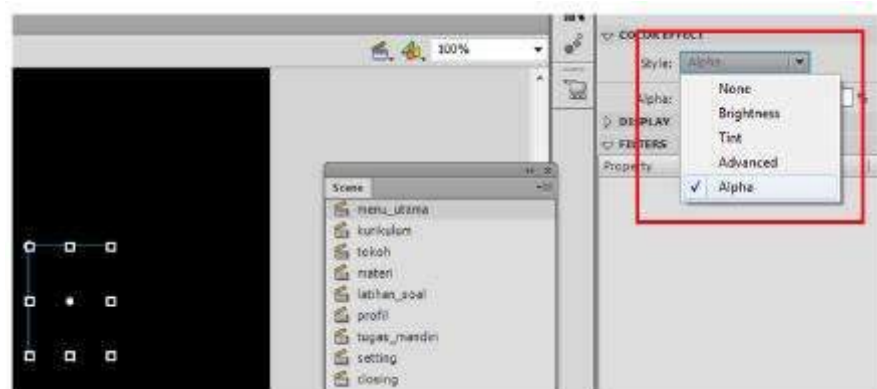 100%
COLOR EFFECT
Style: Alpha
Alpha: %
None
Brightness
Tint
Advanced
Alpha
DISPLAY
FILTERS
Property
Scene
menu_utama
kurikulum
tokoh
materi
latihan_soal
profil
tugas_mandiri
setting
closing